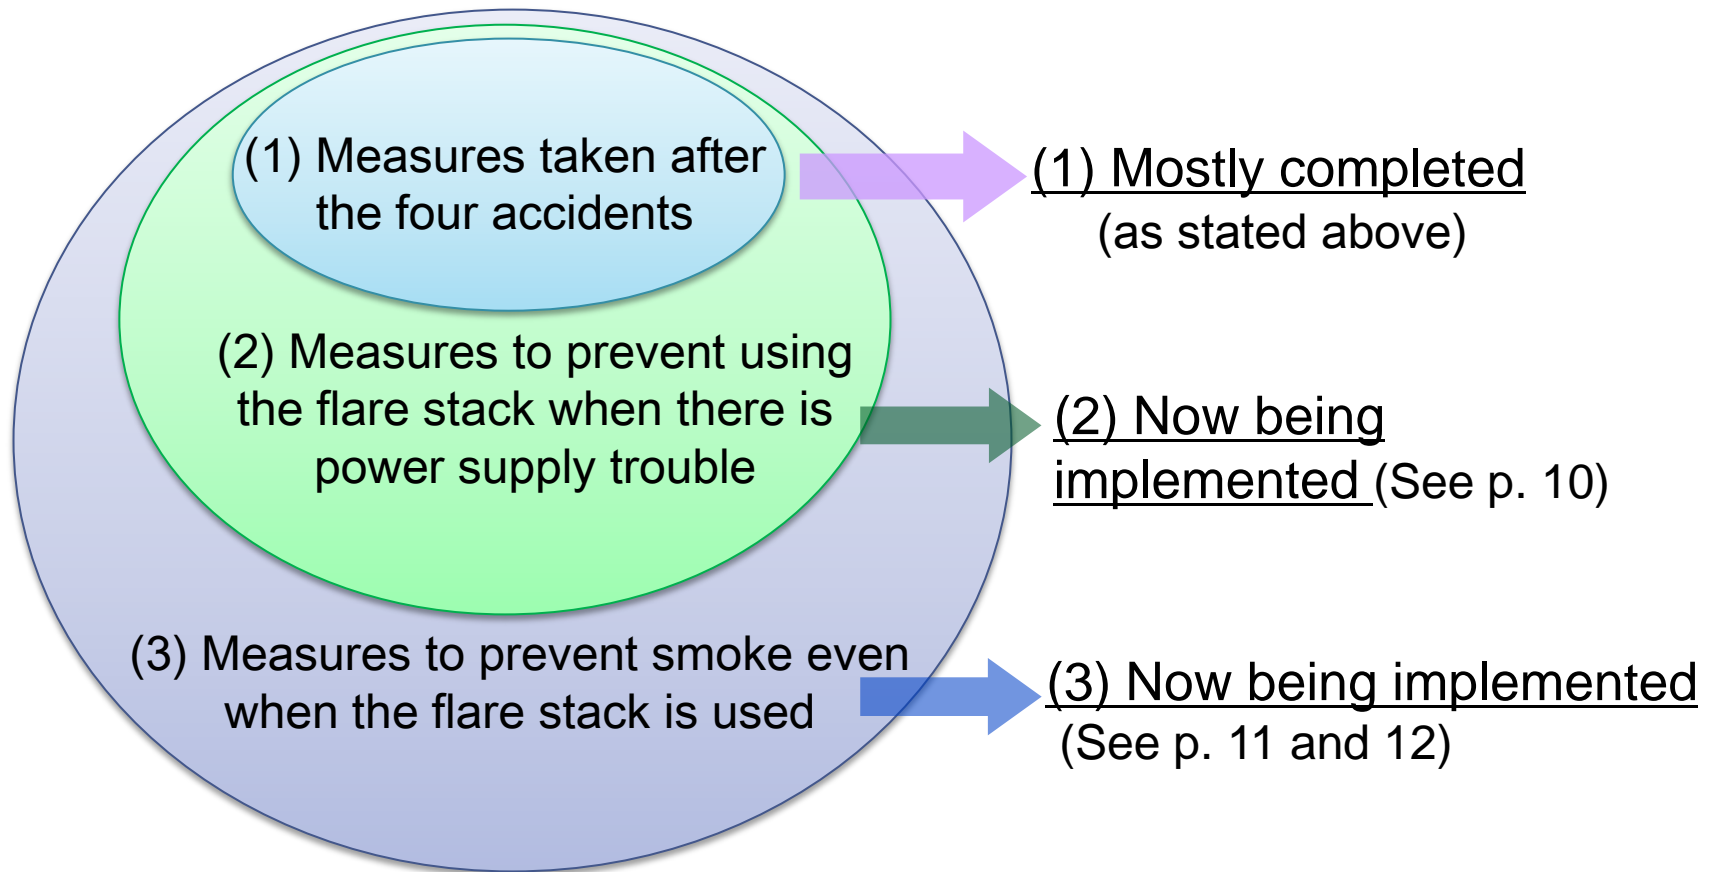 (1) Measures taken after
the four accidents
(1) Mostly completed
(as stated above)
(2) Measures to prevent using
the flare stack when there is
power supply trouble
(2) Now being
implemented (See p. 10)
(3) Measures to prevent smoke even
when the flare stack is used
(3) Now being implemented
(See p. 11 and 12)